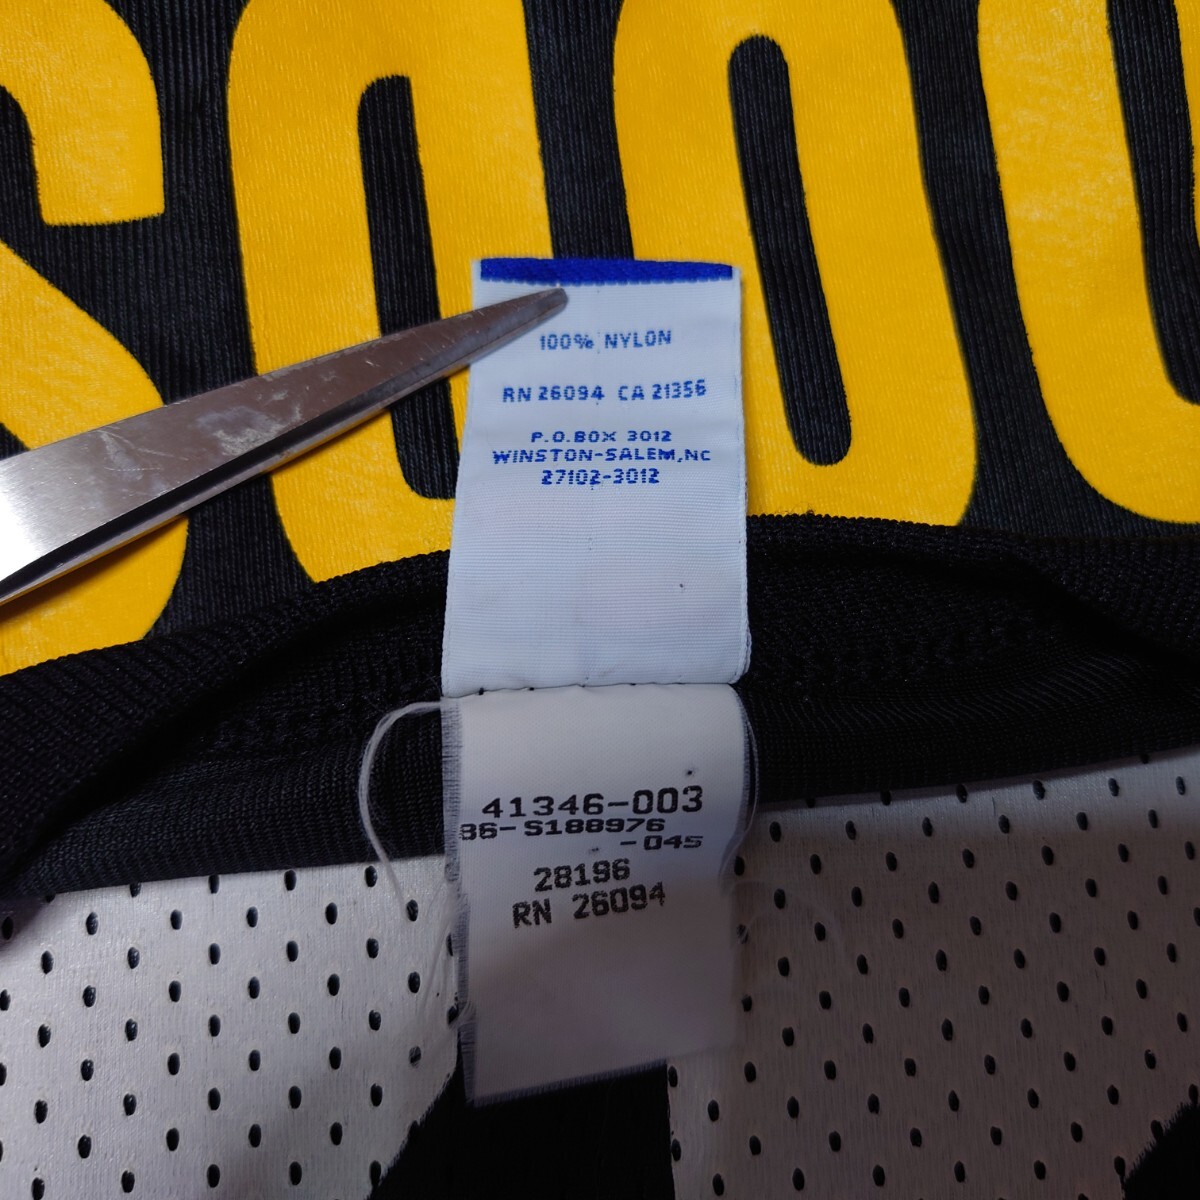 100% NYLON
RN 26094 CA 21356
P.O.BOX 3012
WINSTON-SALEM, NC
27102-3012
41346-003
86-S188976
-045
28196
RN 26094